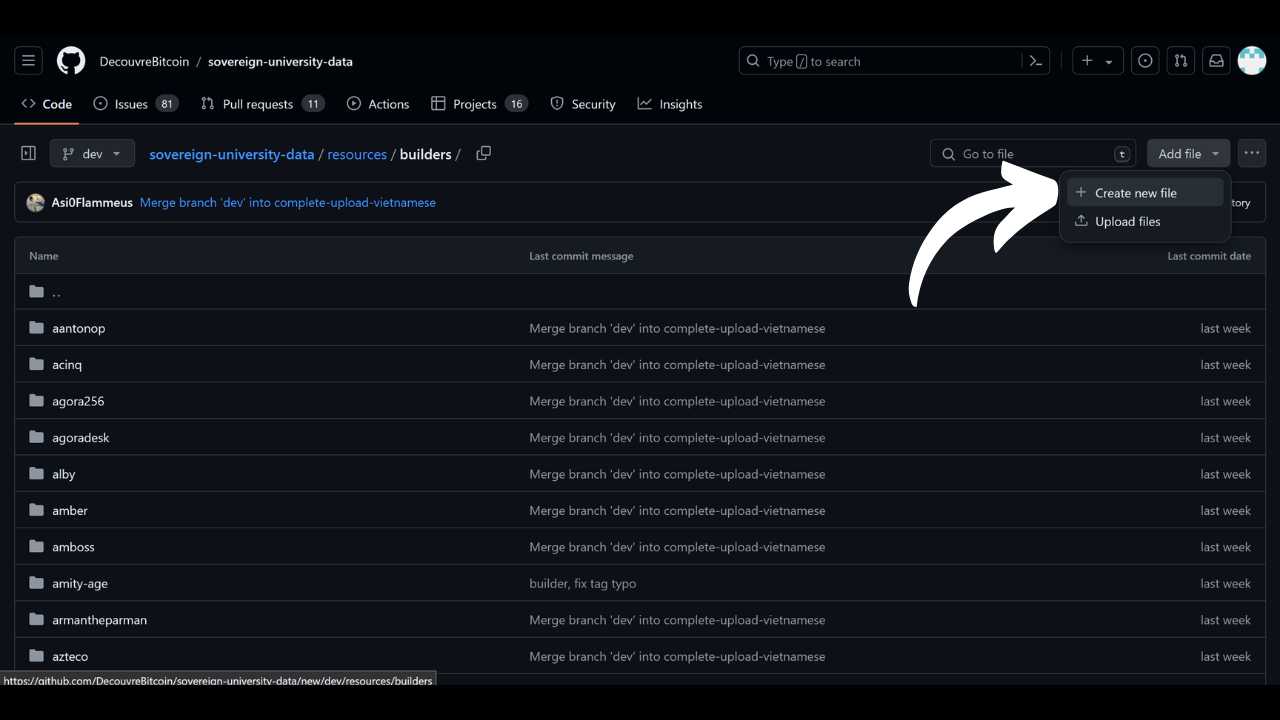 DecouvreBitcoin / sovereign-university-data
Type / to search
Code Issues 81 Pull requests 11 Actions Projects 16 Security Insights
dev sovereign-university-data / resources / builders / Go to file t Add file
Create new file
Upload files
Asi0Flammeus Merge branch 'dev' into complete-upload-vietnamese tory
Name Last commit message Last commit date
..
aantonop Merge branch 'dev' into complete-upload-vietnamese last week
acinq Merge branch 'dev' into complete-upload-vietnamese last week
agora256 Merge branch 'dev' into complete-upload-vietnamese last week
agoradesk Merge branch 'dev' into complete-upload-vietnamese last week
alby Merge branch 'dev' into complete-upload-vietnamese last week
amber Merge branch 'dev' into complete-upload-vietnamese last week
amboss Merge branch 'dev' into complete-upload-vietnamese last week
amity-age builder, fix tag typo last week
armantheparman Merge branch 'dev' into complete-upload-vietnamese last week
azteco Merge branch 'dev' into complete-upload-vietnamese last week
https://github.com/DecouvreBitcoin/sovereign-university-data/new/dev/resources/builders